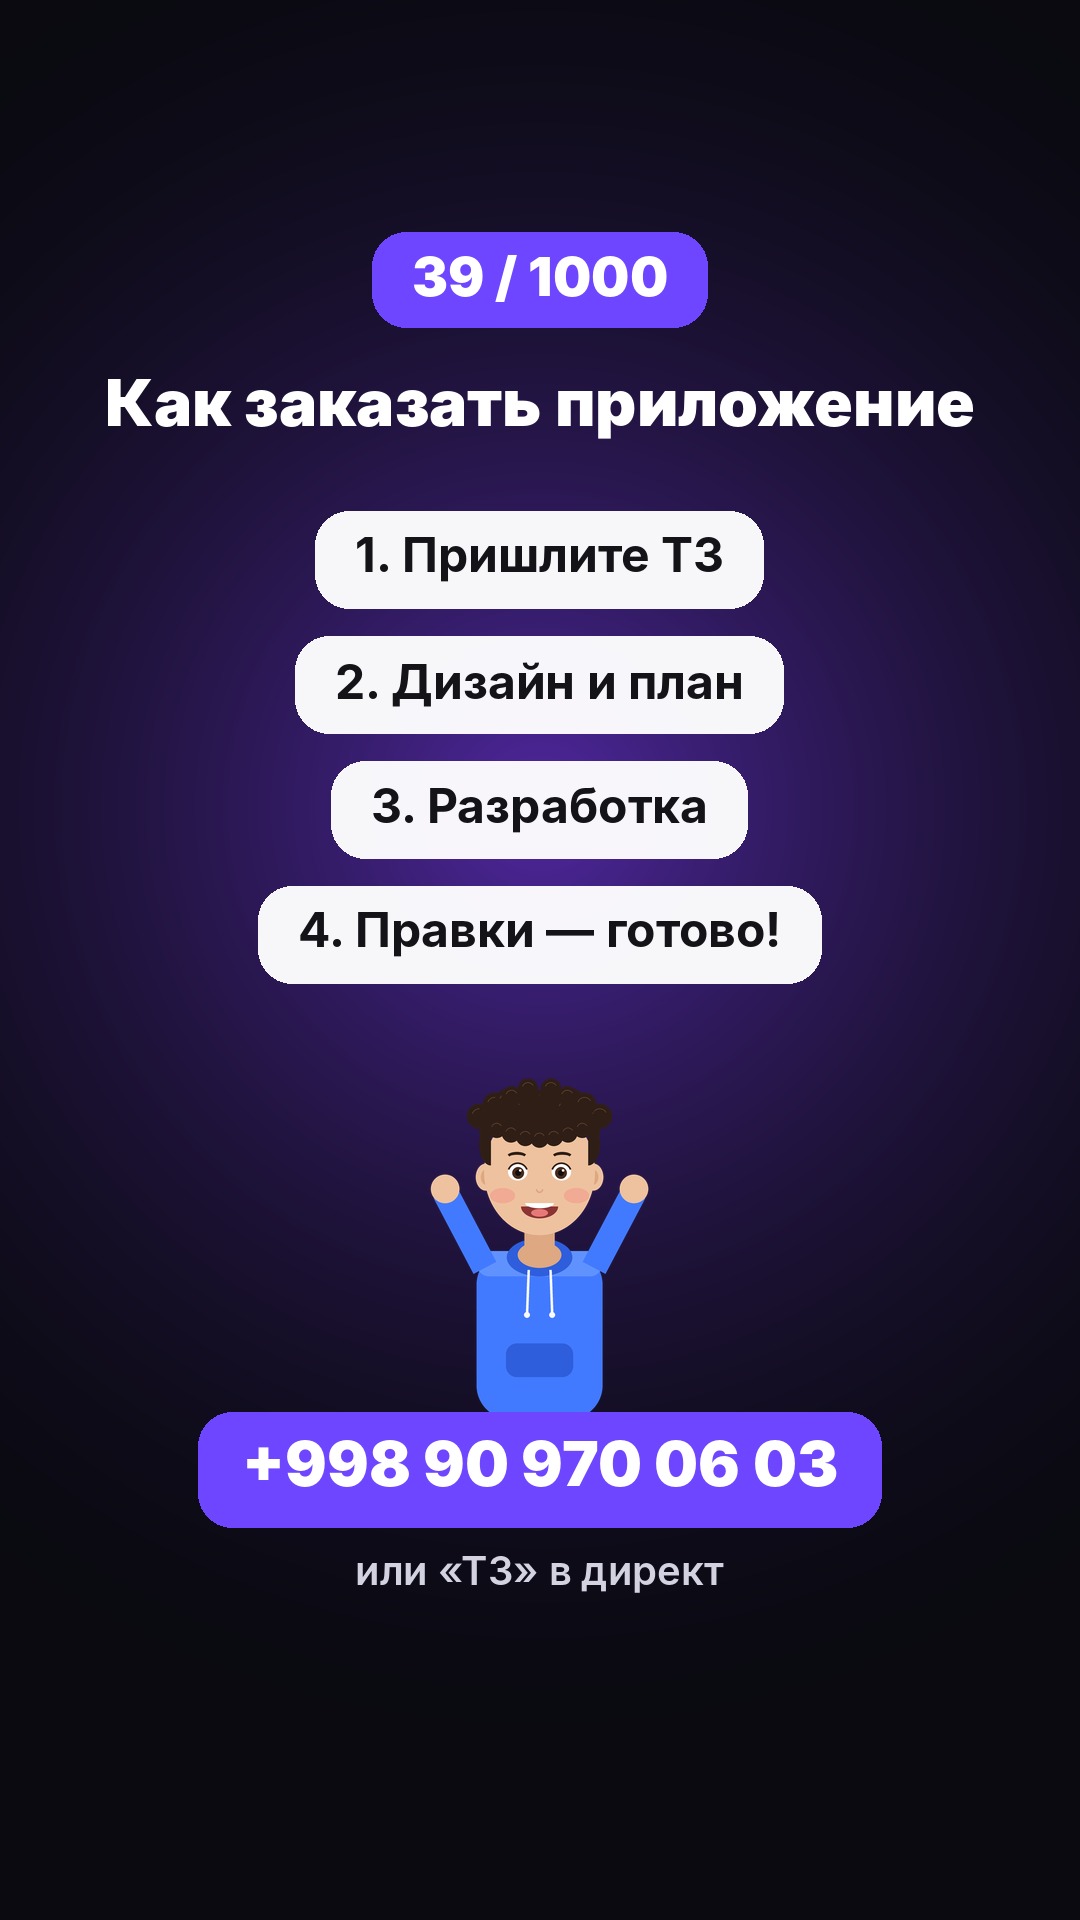 39 / 1000
Как заказать приложение
1. Пришлите ТЗ
2. Дизайн и план
3. Разработка
4. Правки — готово!
+998 90 970 06 03
или «ТЗ» в директ